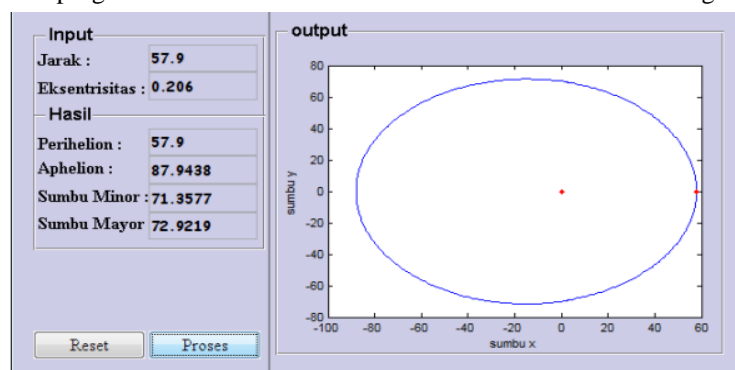 Input
Jarak : 57.9
Eksentrisitas : 0.206
Hasil
Perihelion : 57.9
Aphelion : 87.9438
Sumbu Minor : 71.3577
Sumbu Mayor 72.9219
Reset Proses
output
80
60
40
20
0
-20
-40
-60
-80
sumbu y
-100 -80 -60 -40 -20 0 20 40 60
sumbu x